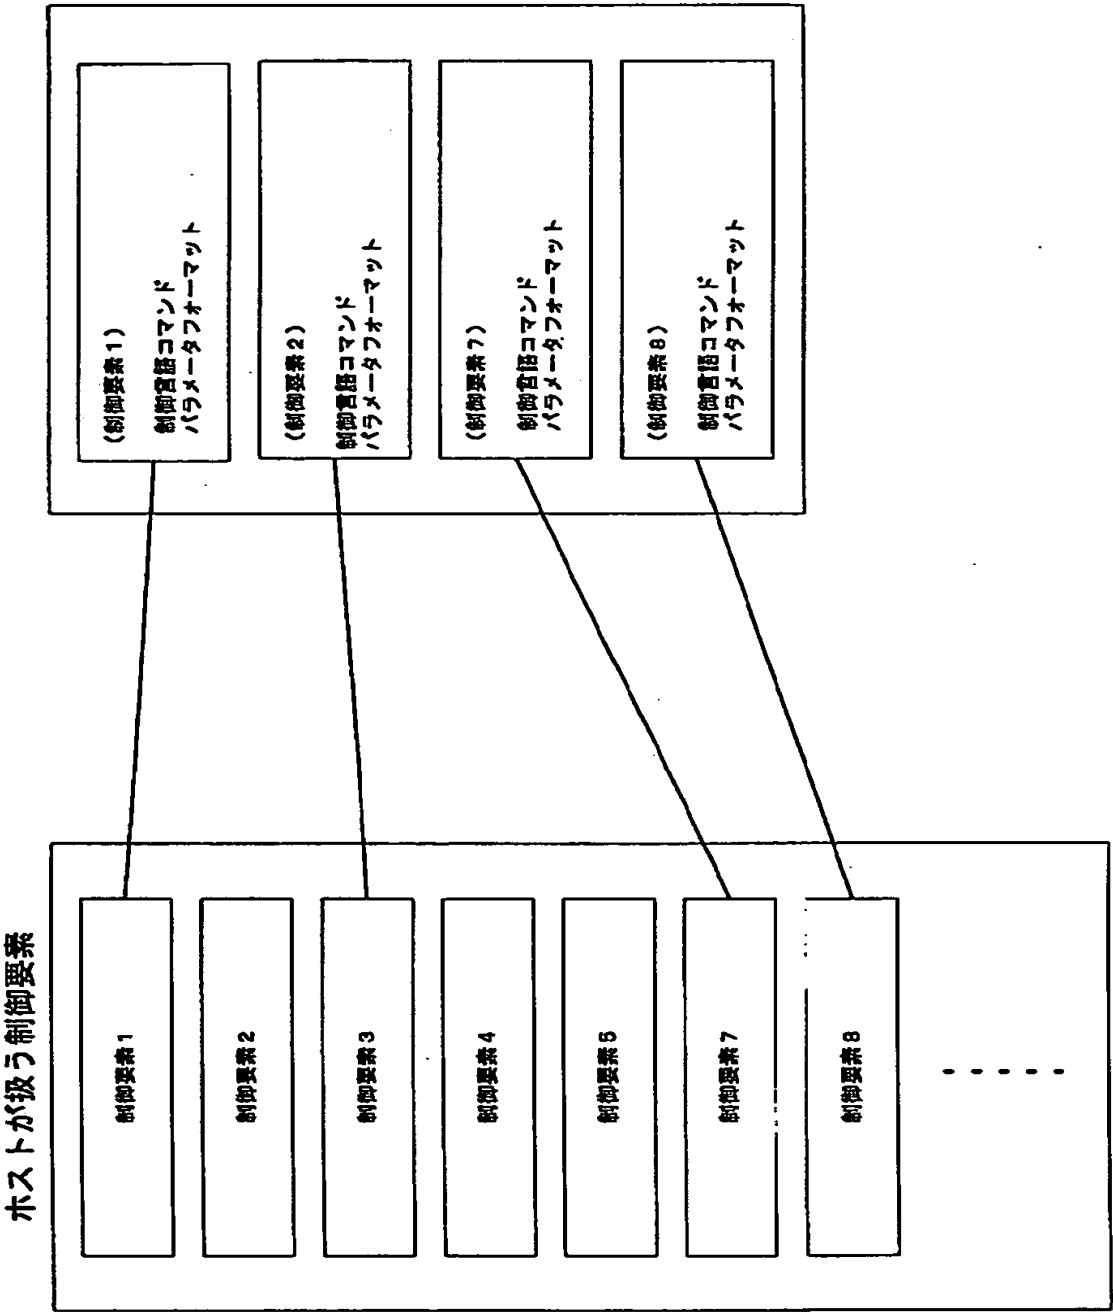 ホストが扱う制御要素
制御要素1
制御要素2
制御要素3
制御要素4
制御要素5
制御要素7
制御要素8
(制御要素1)
制御言語コマンド
パラメータフォーマット
(制御要素2)
制御言語コマンド
パラメータフォーマット
(制御要素7)
制御言語コマンド
パラメータフォーマット
(制御要素8)
制御言語コマンド
パラメータフォーマット